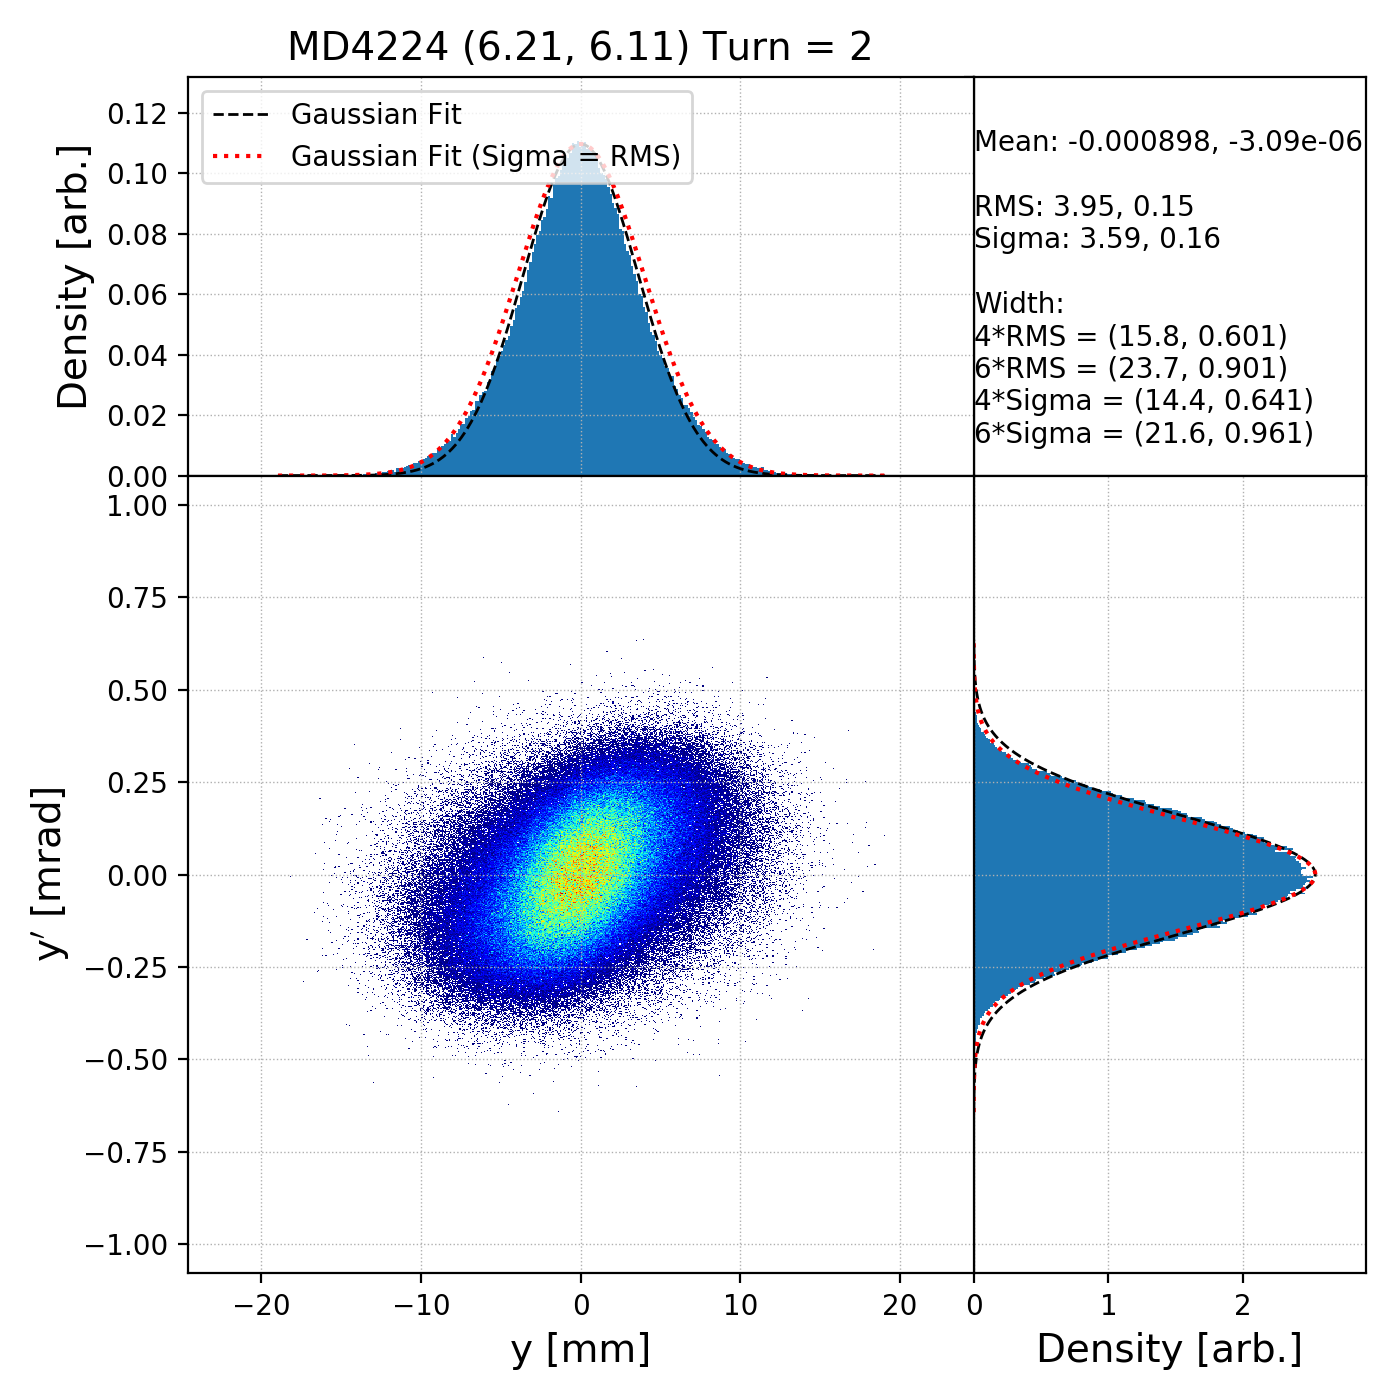 MD4224 (6.21, 6.11) Turn = 2
Gaussian Fit
Gaussian Fit (Sigma = RMS)
Density [arb.]
0.12
0.10
0.08
0.06
0.04
0.02
0.00
Mean: -0.000898, -3.09e-06
RMS: 3.95, 0.15
Sigma: 3.59, 0.16
Width:
4*RMS = (15.8, 0.601)
6*RMS = (23.7, 0.901)
4*Sigma = (14.4, 0.641)
6*Sigma = (21.6, 0.961)
y′ [mrad]
1.00
0.75
0.50
0.25
0.00
−0.25
−0.50
−0.75
−1.00
−20 −10 0 10 20
y [mm]
0 1 2
Density [arb.]